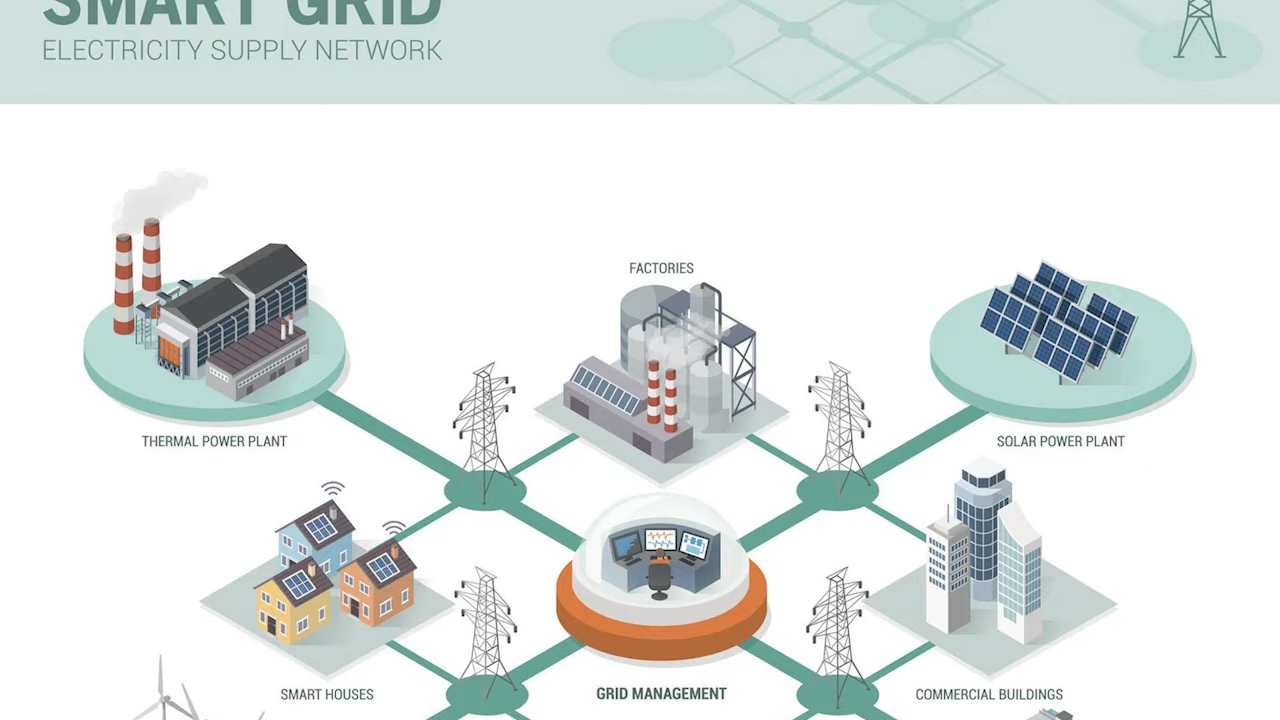 SMART GRID
ELECTRICITY SUPPLY NETWORK
FACTORIES
THERMAL POWER PLANT
SOLAR POWER PLANT
SMART HOUSES
GRID MANAGEMENT
COMMERCIAL BUILDINGS